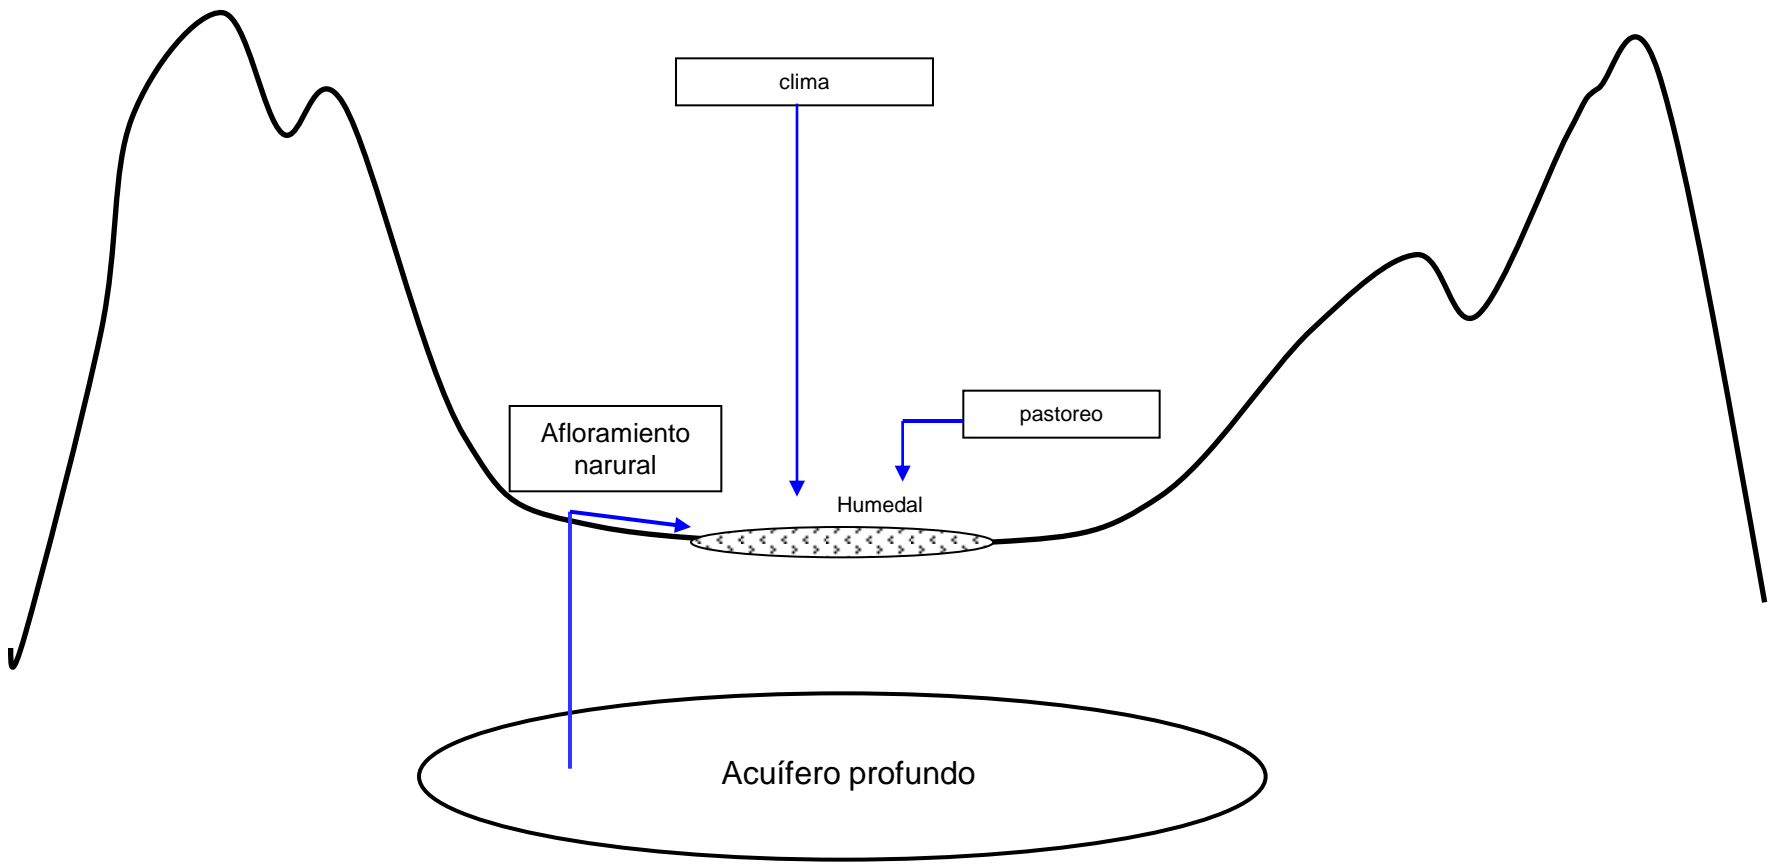 clima
pastoreo
Afloramiento
narural
Humedal
Acuífero profundo